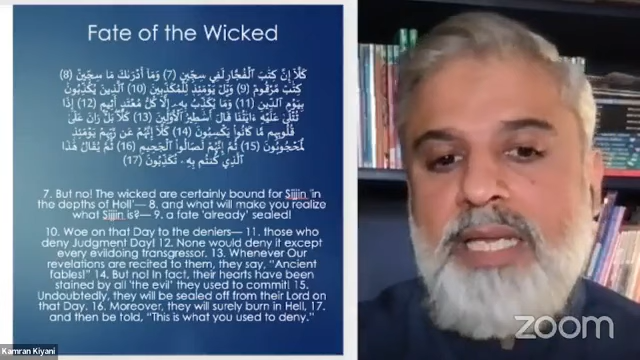 Fate of the Wicked
كَلَّآ إِنَّ كِتَٰبَ ٱلْفُجَّارِ لَفِى سِجِّينٍ (7) وَمَآ أَدْرَىٰكَ مَا سِجِّينٌ (8)
كِتَٰبٌ مَّرْقُومٌ (9) وَيْلٌ يَوْمَئِذٍ لِّلْمُكَذِّبِينَ (10) ٱلَّذِينَ يُكَذِّبُونَ
بِيَوْمِ ٱلدِّينِ (11) وَمَا يُكَذِّبُ بِهِۦٓ إِلَّا كُلُّ مُعْتَدٍ أَثِيمٍ (12) إِذَا
تُتْلَىٰ عَلَيْهِ ءَايَٰتُنَا قَالَ أَسَٰطِيرُ ٱلْأَوَّلِينَ (13) كَلَّا بَلْ رَانَ عَلَىٰ
قُلُوبِهِم مَّا كَانُوا۟ يَكْسِبُونَ (14) كَلَّآ إِنَّهُمْ عَن رَّبِّهِمْ يَوْمَئِذٍ
لَّمَحْجُوبُونَ (15) ثُمَّ إِنَّهُمْ لَصَالُوا۟ ٱلْجَحِيمِ (16) ثُمَّ يُقَالُ هَٰذَا
ٱلَّذِى كُنتُم بِهِۦ تُكَذِّبُونَ (17)
7. But no! The wicked are certainly bound for Sijjin 'in
the depths of Hell'— 8. and what will make you realize
what Sijjin is?— 9. a fate 'already' sealed!
10. Woe on that Day to the deniers— 11. those who
deny Judgment Day! 12. None would deny it except
every evildoing transgressor. 13. Whenever Our
revelations are recited to them, they say, "Ancient
fables!" 14. But no! In fact, their hearts have been
stained by all 'the evil' they used to commit! 15.
Undoubtedly, they will be sealed off from their Lord on
that Day. 16. Moreover, they will surely burn in Hell, 17.
and then be told, "This is what you used to deny."
Kamran Kiyani
zoom